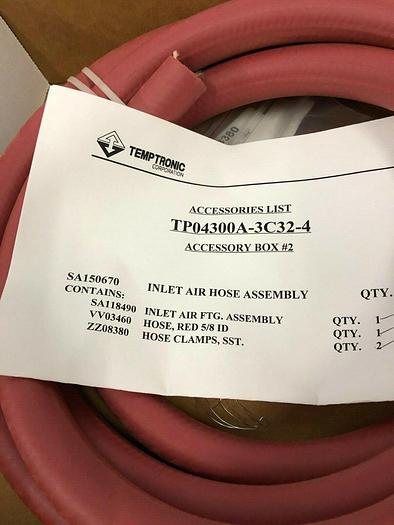 380
TEMPTRONIC
CORPORATION
ACCESSORIES LIST
TP04300A-3C32-4
ACCESSORY BOX #2
SA150670 INLET AIR HOSE ASSEMBLY QTY.
CONTAINS:
SA118490 INLET AIR FTG. ASSEMBLY QTY. 1
VV03460 HOSE, RED 5/8 ID QTY. 1
ZZ08380 HOSE CLAMPS, SST. QTY. 2